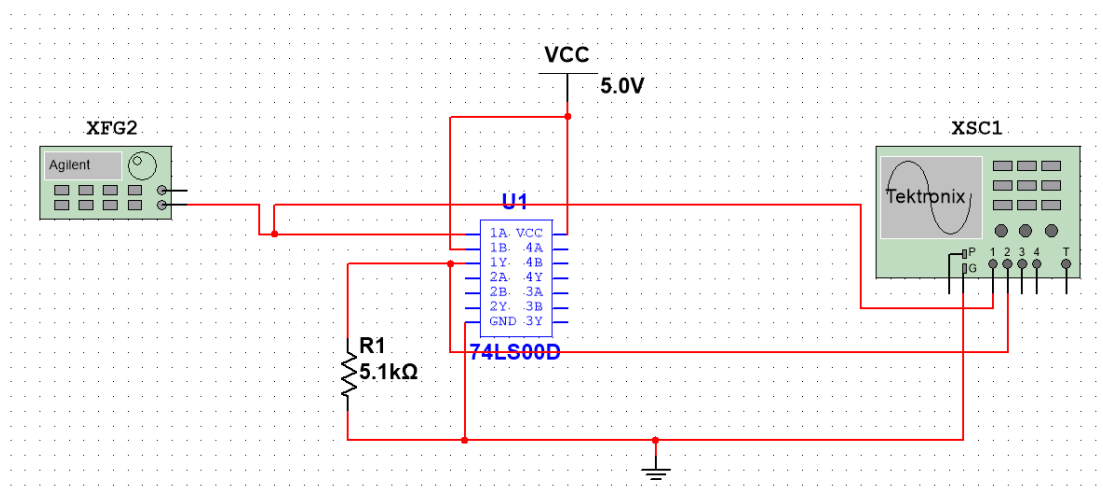 VCC
5.0V
XFG2
XSC1
Agilent
Tektronix
U1
1A VCC
1B 4A
1Y 4B
2A 4Y
2B 3A
2Y 3B
GND 3Y
74LS00D
P 1 2 3 4 T
G
R1
5.1kΩ